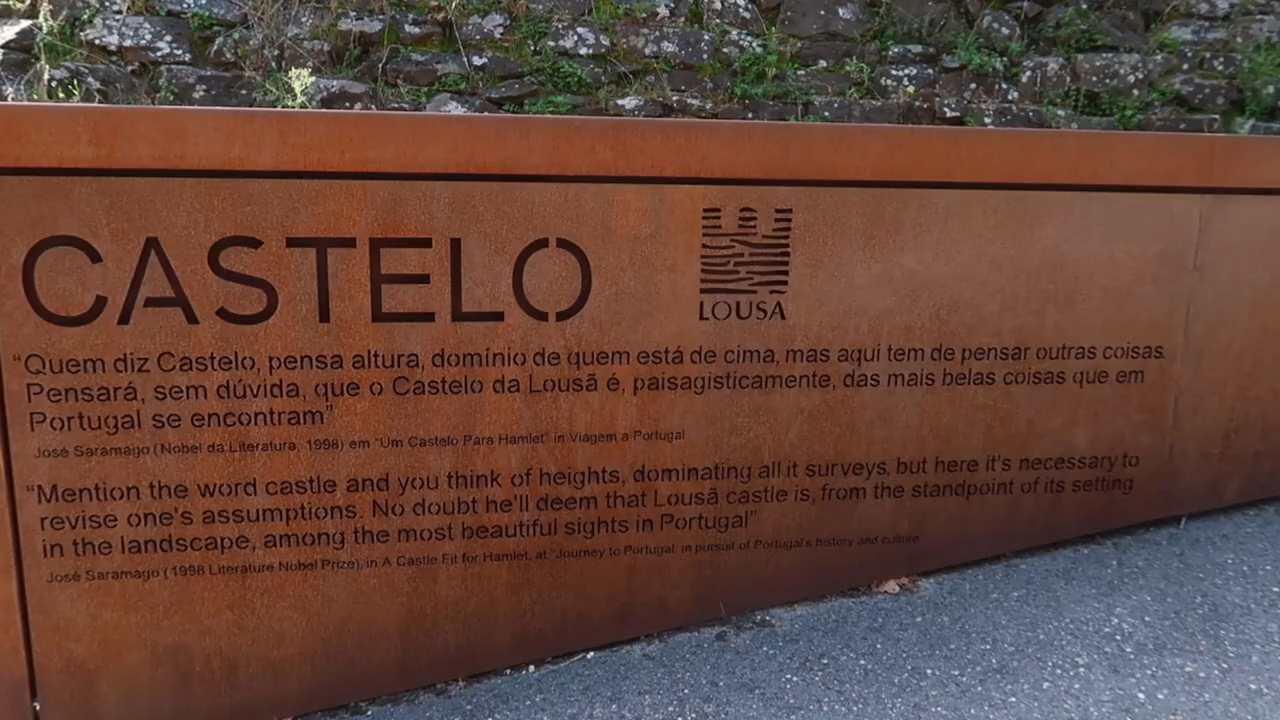 CASTELO
LOUSA
“Quem diz Castelo, pensa altura, domínio de quem está de cima, mas aqui tem de pensar outras coisas.
Pensará, sem dúvida, que o Castelo da Lousã é, paisagisticamente, das mais belas coisas que em
Portugal se encontram”
José Saramago (Nobel da Literatura, 1998) em “Um Castelo Para Hamlet” in Viagem a Portugal
“Mention the word castle and you think of heights, dominating all it surveys, but here it's necessary to
revise one's assumptions. No doubt he'll deem that Lousã castle is, from the standpoint of its setting
in the landscape, among the most beautiful sights in Portugal”
José Saramago (1998 Literature Nobel Prize), in A Castle Fit for Hamlet, at “Journey to Portugal: in pursuit of Portugal's history and culture